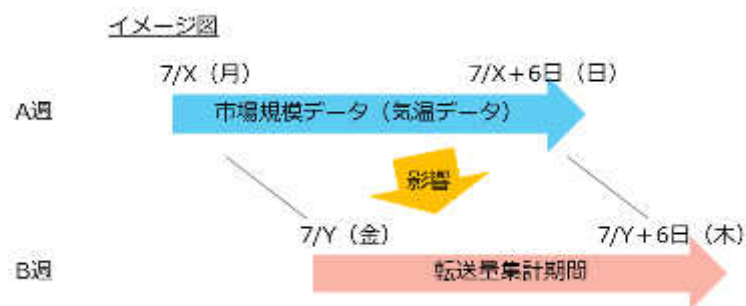 イメージ図
7/X（月）
7/X＋6日（日）
A週
市場規模データ（気温データ）
影響
7/Y（金）
7/Y＋6日（木）
B週
転送量集計期間